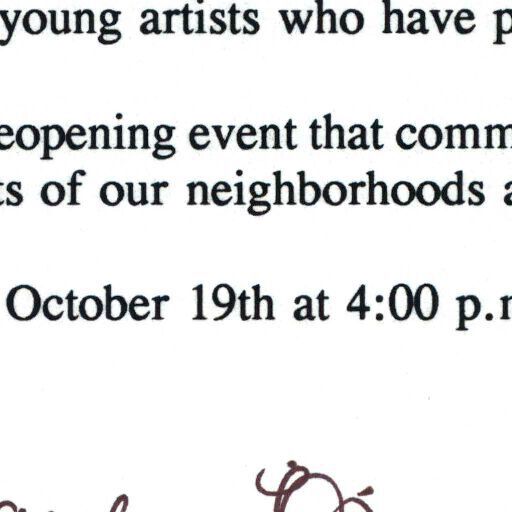 young artists who have p
eopening event that comm
ts of our neighborhoods a
October 19th at 4:00 p.m